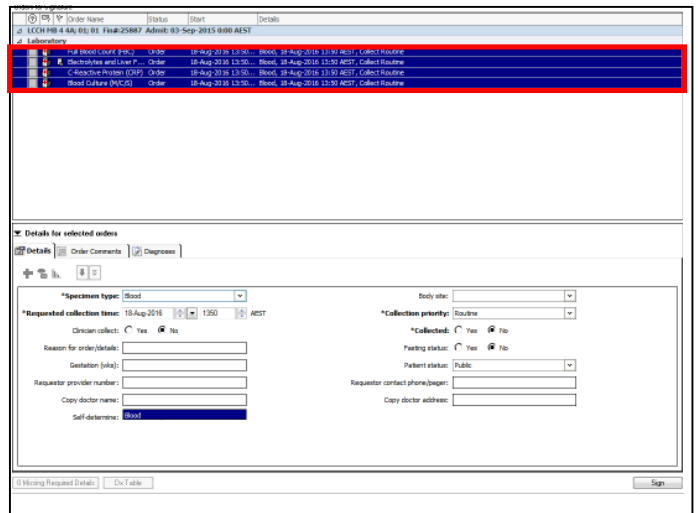 Orders for Signature
Order Name Status Start Details
LCCH MB 4 4A; 01; 01 Fin#:25887 Admit: 03-Sep-2015 0:00 AEST
Laboratory
Full Blood Count (FBC) Order 18-Aug-2016 13:50... Blood, 18-Aug-2016 13:50 AEST, Collect Routine
Electrolytes and Liver F... Order 18-Aug-2016 13:50... Blood, 18-Aug-2016 13:50 AEST, Collect Routine
C-Reactive Protein (CRP) Order 18-Aug-2016 13:50... Blood, 18-Aug-2016 13:50 AEST, Collect Routine
Blood Culture (M/C/S) Order 18-Aug-2016 13:50... Blood, 18-Aug-2016 13:50 AEST, Collect Routine
Details for selected orders
Details Order Comments Diagnoses
*Specimen type: Blood Body site:
*Requested collection time: 18-Aug-2016 1350 AEST *Collection priority: Routine
Clinician collect: Yes No *Collected: Yes No
Reason for order/details: Fasting status: Yes No
Gestation (wks): Patient status: Public
Requestor provider number: Requestor contact phone/pager:
Copy doctor name: Copy doctor address:
Self-determine: Blood
0 Missing Required Details Dx Table Sign